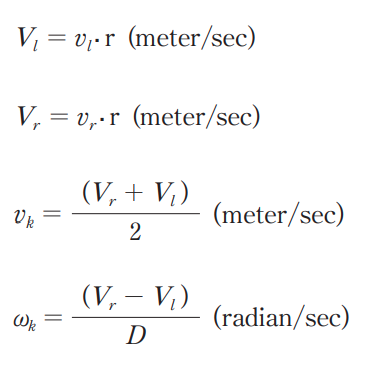 V_l = v_l · r (meter/sec)
V_r = v_r · r (meter/sec)
v_k = (V_r + V_l) / 2 (meter/sec)
ω_k = (V_r − V_l) / D (radian/sec)